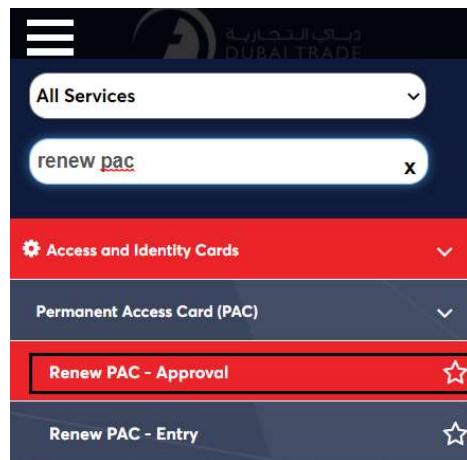 دبي التجارية
DUBAI TRADE
All Services
renew pac
x
Access and Identity Cards
Permanent Access Card (PAC)
Renew PAC - Approval
Renew PAC - Entry